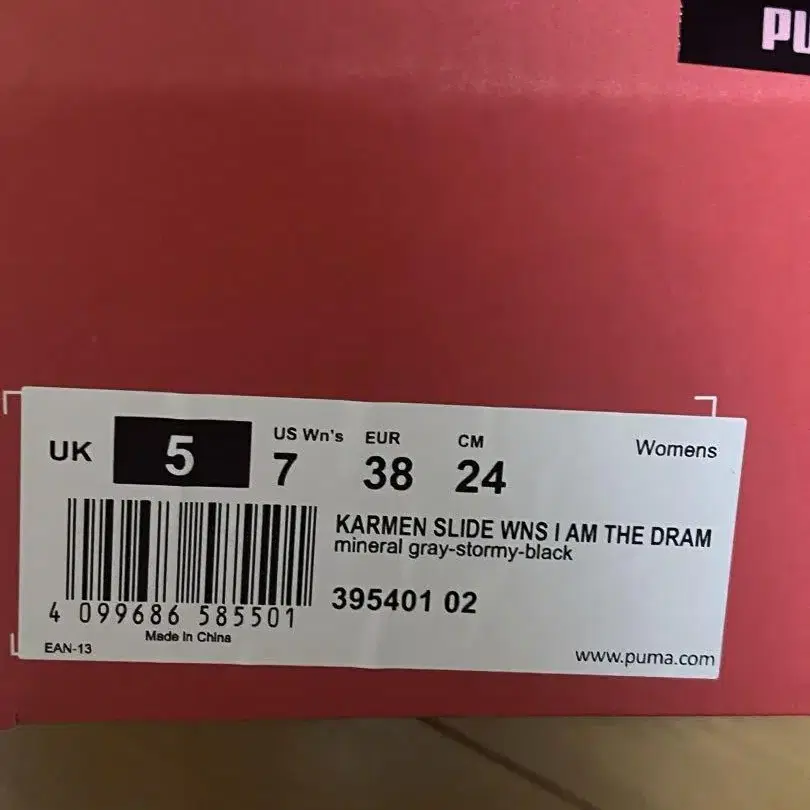 PU
UK 5 US Wn's 7 EUR 38 CM 24 Womens
KARMEN SLIDE WNS I AM THE DRAM
mineral gray-stormy-black
395401 02
4 099686 585501
Made In China
EAN-13
www.puma.com